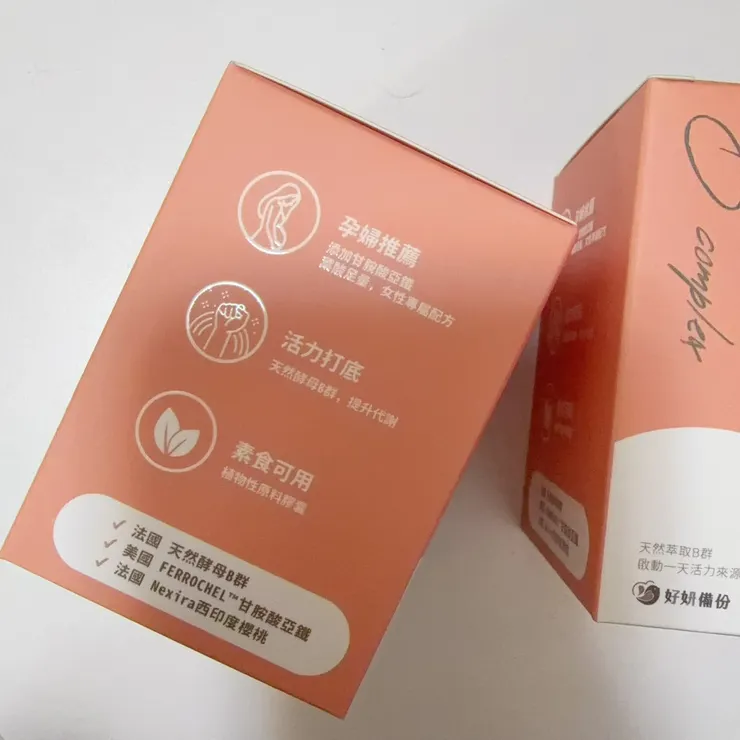 孕婦推薦
添加甘胺酸亞鐵
葉酸足量，女性專屬配方
活力打底
天然酵母B群，提升代謝
素食可用
植物性原料膠囊
✓ 法國 天然酵母B群
✓ 美國 FERROCHEL™甘胺酸亞鐵
✓ 法國 Nexira西印度櫻桃
complex
天然萃取B群
啟動一天活力來源
好妍備份